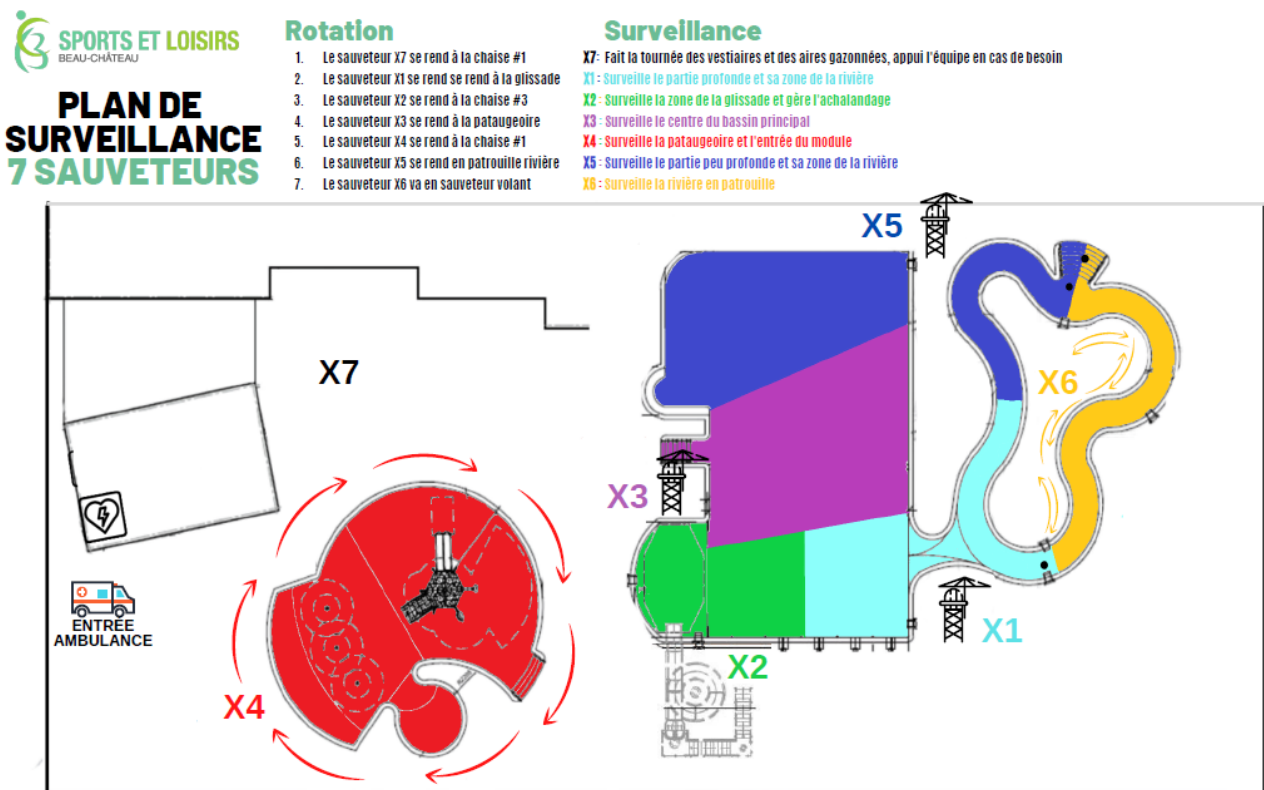 SPORTS ET LOISIRS
BEAU-CHÂTEAU
PLAN DE
SURVEILLANCE
7 SAUVETEURS
Rotation
1. Le sauveteur X7 se rend à la chaise #1
2. Le sauveteur X1 se rend se rend à la glissade
3. Le sauveteur X2 se rend à la chaise #3
4. Le sauveteur X3 se rend à la pataugeoire
5. Le sauveteur X4 se rend à la chaise #1
6. Le sauveteur X5 se rend en patrouille rivière
7. Le sauveteur X6 va en sauveteur volant
Surveillance
X7: Fait la tournée des vestiaires et des aires gazonnées, appui l'équipe en cas de besoin
X1 : Surveille le partie profonde et sa zone de la rivière
X2 : Surveille la zone de la glissade et gère l'achalandage
X3 : Surveille le centre du bassin principal
X4 : Surveille la pataugeoire et l'entrée du module
X5 : Surveille le partie peu profonde et sa zone de la rivière
X6 : Surveille la rivière en patrouille
X5
X7
X6
X3
ENTRÉE
AMBULANCE
X1
X2
X4